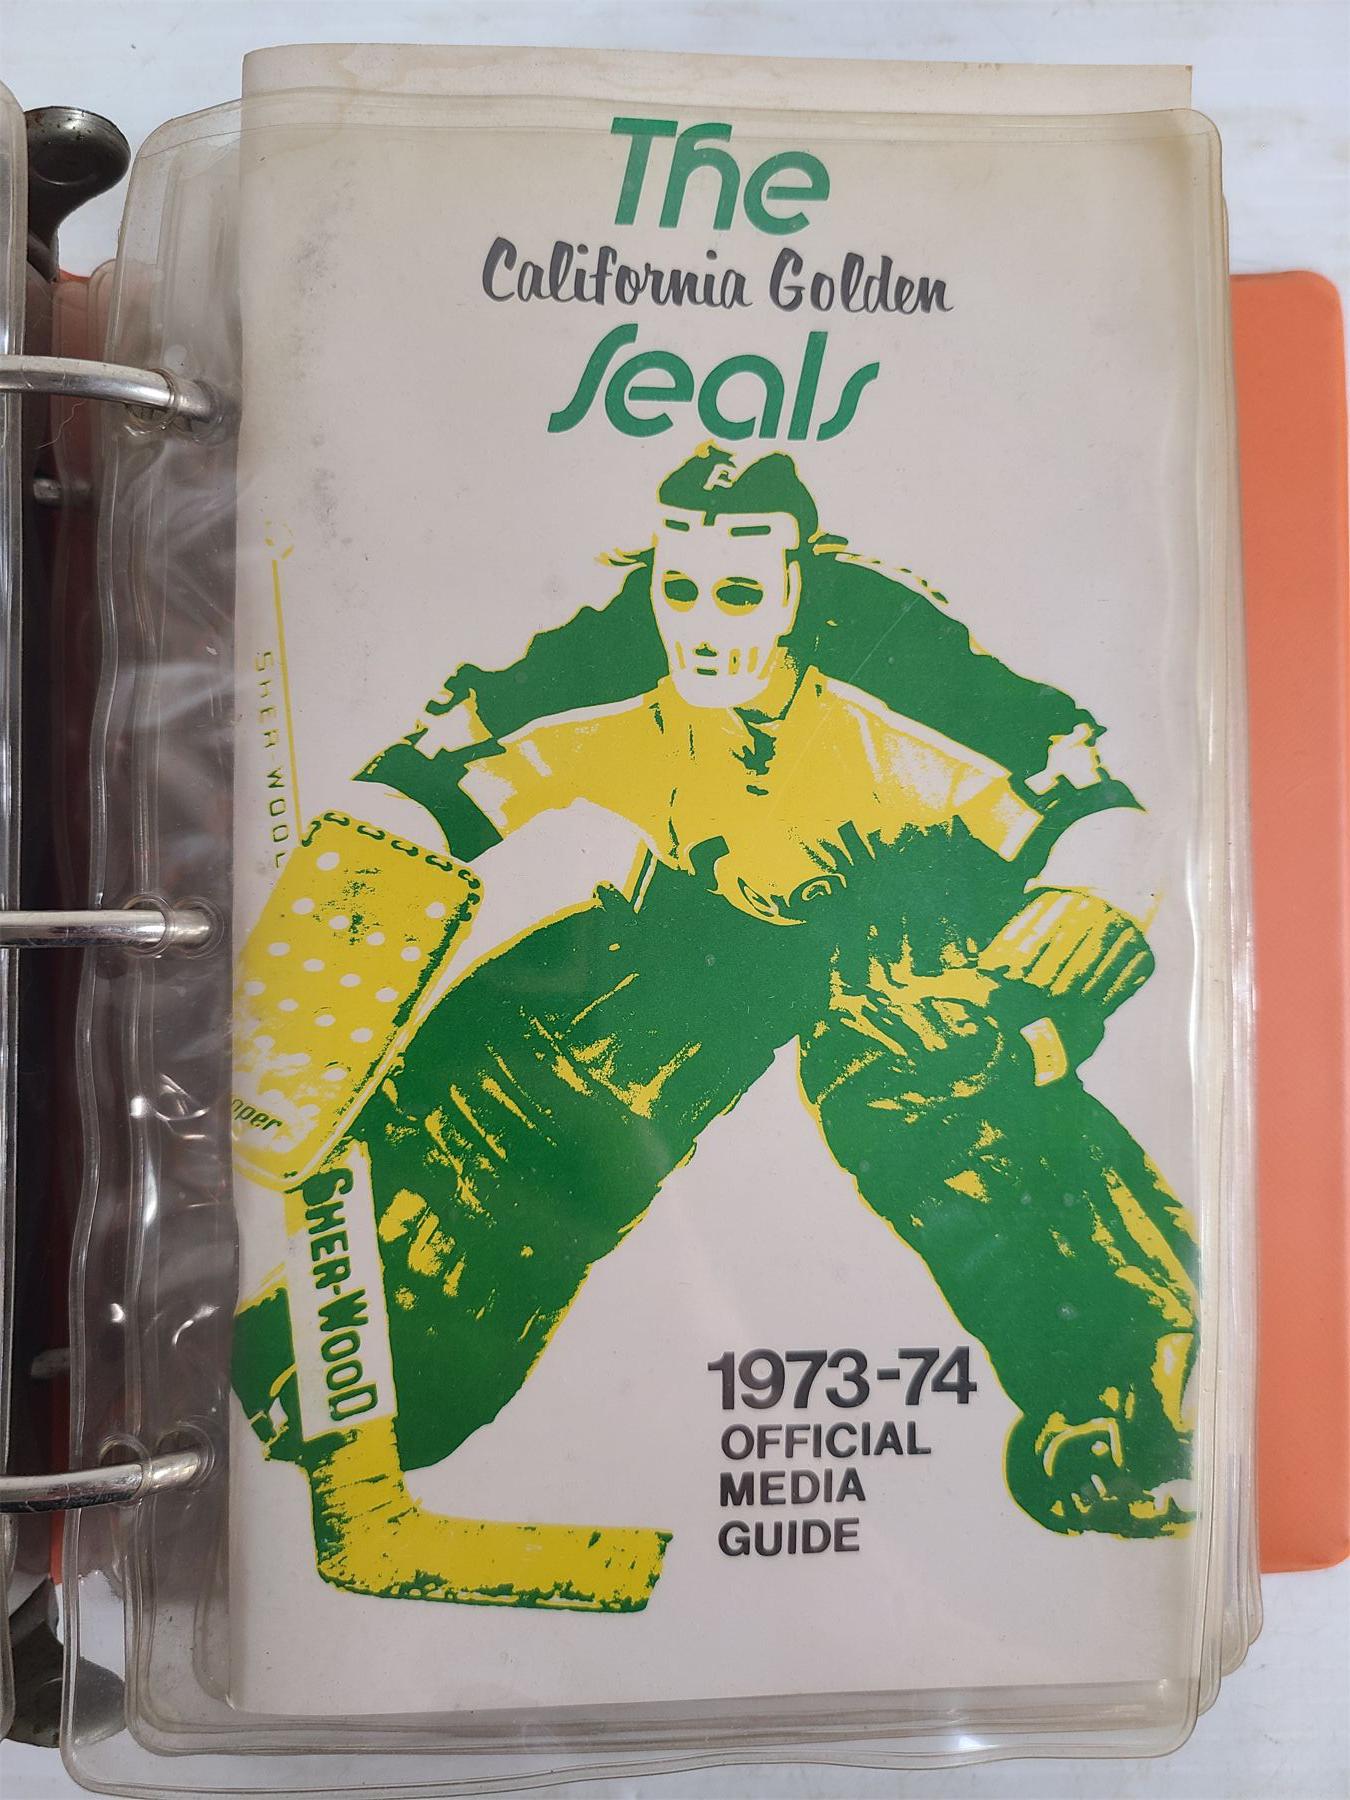 The
California Golden
Seals
SHER-WOOD
SHER-WOOD
1973-74
OFFICIAL
MEDIA
GUIDE